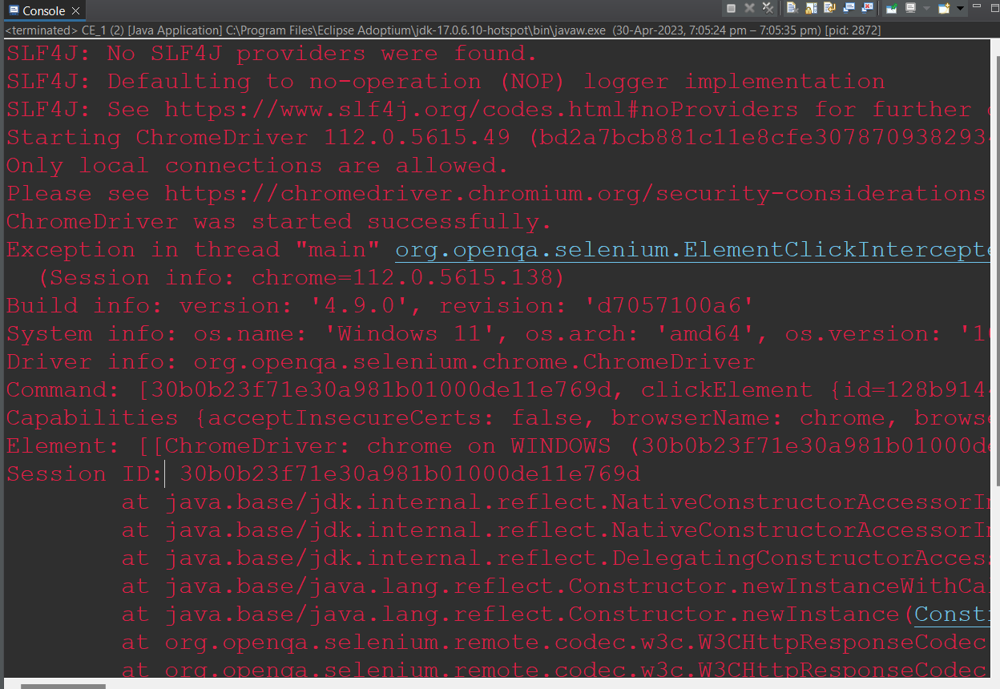 Console
<terminated> CE_1 (2) [Java Application] C:\Program Files\Eclipse Adoptium\jdk-17.0.6.10-hotspot\bin\javaw.exe (30-Apr-2023, 7:05:24 pm – 7:05:35 pm) [pid: 2872]
SLF4J: No SLF4J providers were found.
SLF4J: Defaulting to no-operation (NOP) logger implementation
SLF4J: See https://www.slf4j.org/codes.html#noProviders for further
Starting ChromeDriver 112.0.5615.49 (bd2a7bcb881c11e8cfe3078709382934
Only local connections are allowed.
Please see https://chromedriver.chromium.org/security-considerations
ChromeDriver was started successfully.
Exception in thread "main" org.openqa.selenium.ElementClickIntercepte
(Session info: chrome=112.0.5615.138)
Build info: version: '4.9.0', revision: 'd7057100a6'
System info: os.name: 'Windows 11', os.arch: 'amd64', os.version: '10
Driver info: org.openqa.selenium.chrome.ChromeDriver
Command: [30b0b23f71e30a981b01000de11e769d, clickElement {id=128b9144
Capabilities {acceptInsecureCerts: false, browserName: chrome, browse
Element: [[ChromeDriver: chrome on WINDOWS (30b0b23f71e30a981b01000de
Session ID: 30b0b23f71e30a981b01000de11e769d
at java.base/jdk.internal.reflect.NativeConstructorAccessorIn
at java.base/jdk.internal.reflect.NativeConstructorAccessorIn
at java.base/jdk.internal.reflect.DelegatingConstructorAccess
at java.base/java.lang.reflect.Constructor.newInstanceWithCal
at java.base/java.lang.reflect.Constructor.newInstance(Constr
at org.openqa.selenium.remote.codec.w3c.W3CHttpResponseCodec
at org.openqa.selenium.remote.codec.w3c.W3CHttpResponseCodec